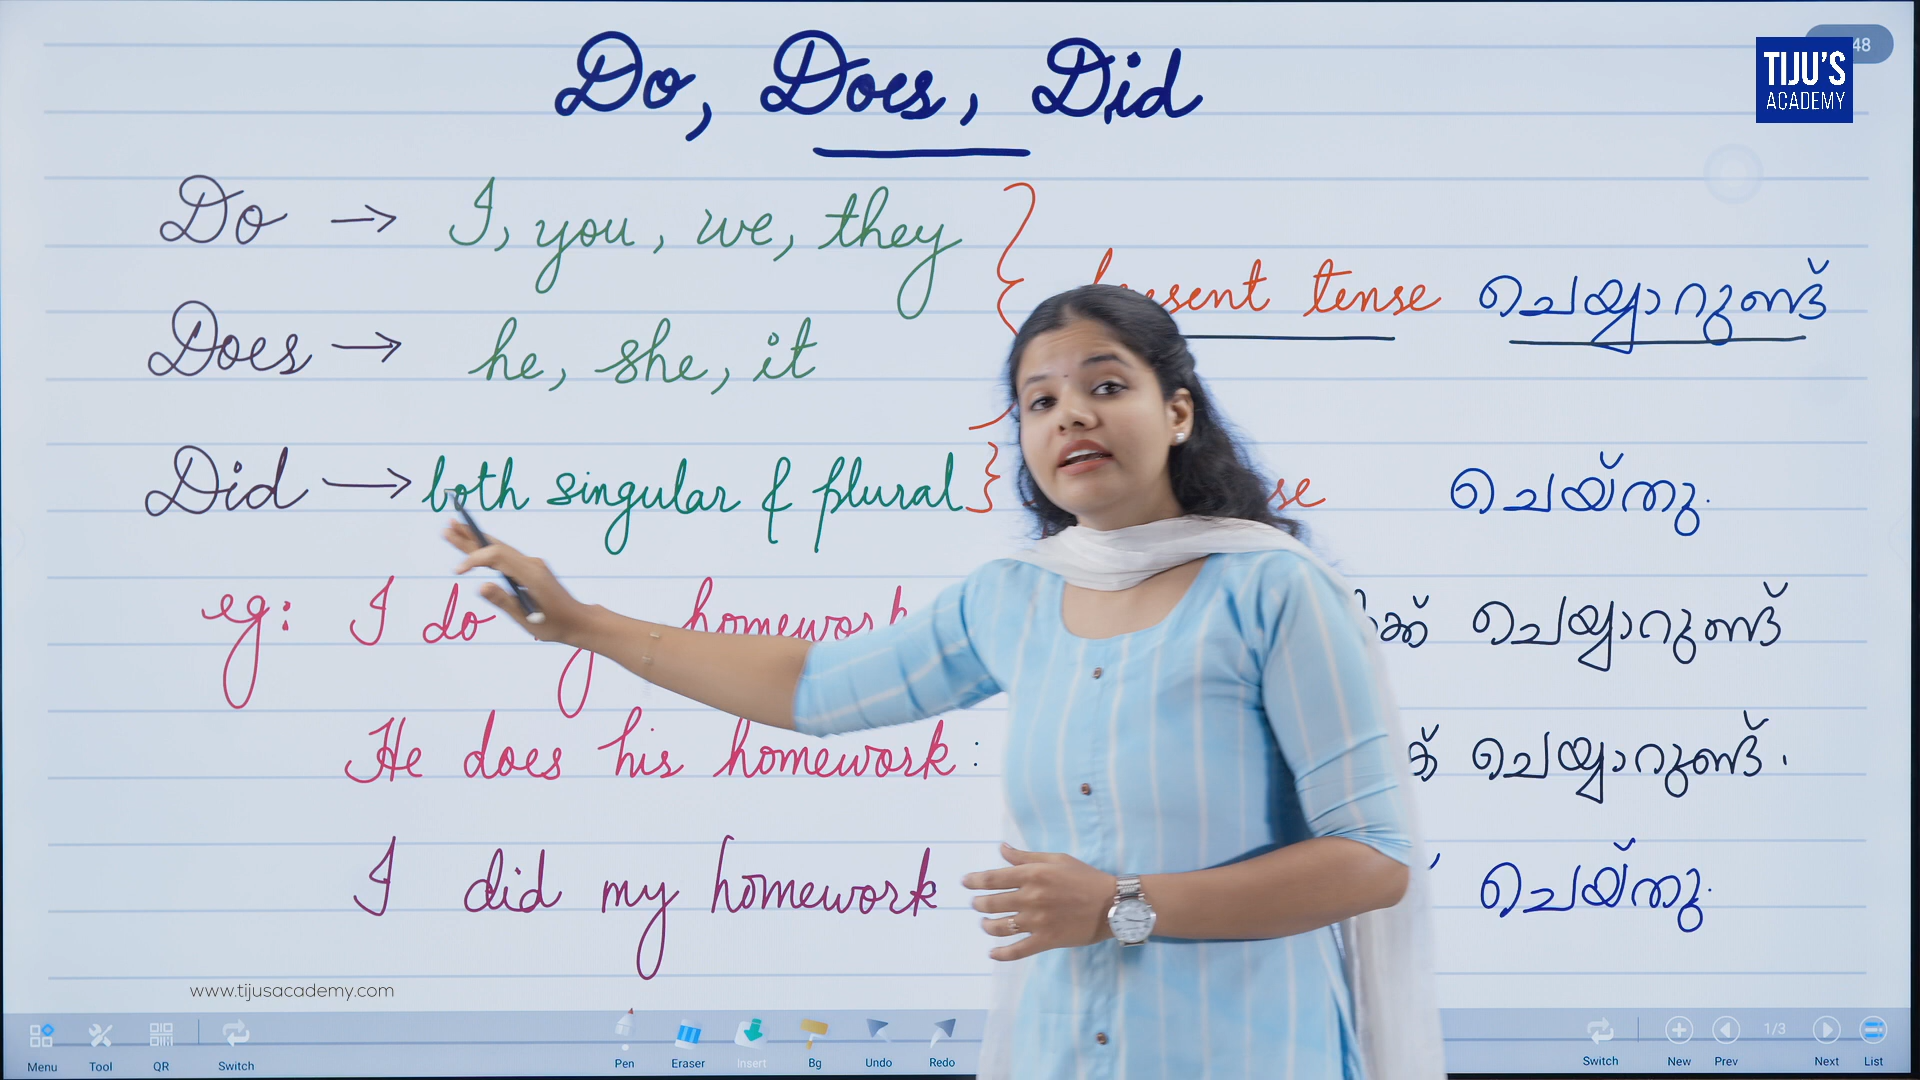 Do, Does, Did
48
TIJU'S
ACADEMY
Do → I, you, we, they
present tense ചെയ്യാറുണ്ട്
Does → he, she, it
Did → both singular & plural
ചെയ്തു.
eg: I do homework
ചെയ്യാറുണ്ട്
He does his homework :
ചെയ്യാറുണ്ട്.
I did my homework
ചെയ്തു.
www.tijusacademy.com
Menu Tool QR Switch Pen Eraser Insert Bg Undo Redo Switch New Prev 1/3 Next List